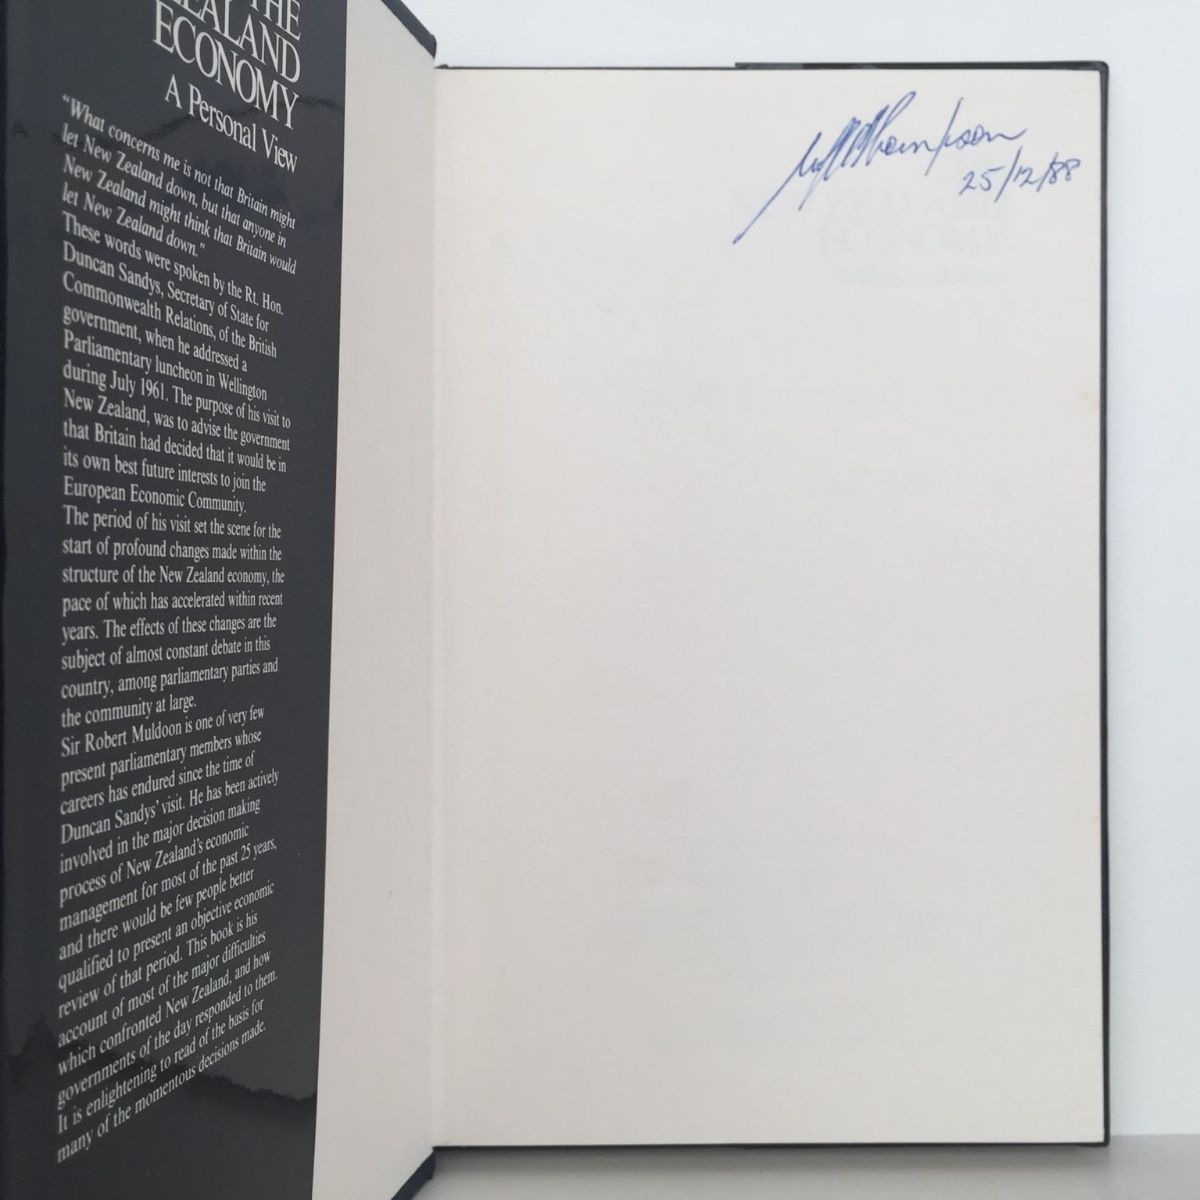 THE
ZEALAND
ECONOMY
A Personal View
“What concerns me is not that Britain might
let New Zealand down, but that anyone in
New Zealand might think that Britain would
let New Zealand down.”
These words were spoken by the Rt. Hon.
Duncan Sandys, Secretary of State for
Commonwealth Relations, of the British
government, when he addressed a
Parliamentary luncheon in Wellington
during July 1961. The purpose of his visit to
New Zealand, was to advise the government
that Britain had decided that it would be in
its own best future interests to join the
European Economic Community.
The period of his visit set the scene for the
start of profound changes made within the
structure of the New Zealand economy, the
pace of which has accelerated within recent
years. The effects of these changes are the
subject of almost constant debate in this
country, among parliamentary parties and
the community at large.
Sir Robert Muldoon is one of very few
present parliamentary members whose
careers has endured since the time of
Duncan Sandys’ visit. He has been actively
involved in the major decision making
process of New Zealand’s economic
management for most of the past 25 years,
and there would be few people better
qualified to present an objective economic
review of that period. This book is his
account of most of the major difficulties
which confronted New Zealand, and how
governments of the day responded to them.
It is enlightening to read of the basis for
many of the momentous decisions made.
Thompson
25/12/88